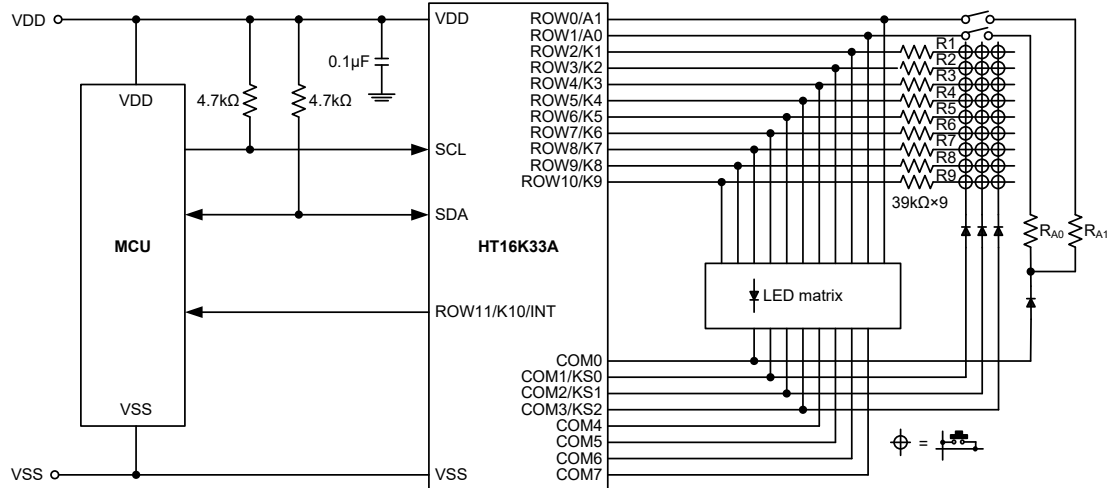 VDD
VDD
ROW0/A1
ROW1/A0
ROW2/K1
R1
ROW3/K2
R2
0.1μF
ROW4/K3
R3
VDD
4.7kΩ
4.7kΩ
ROW5/K4
R4
ROW6/K5
R5
ROW7/K6
R6
SCL
ROW8/K7
R7
ROW9/K8
R8
ROW10/K9
R9
39kΩ×9
SDA
MCU
HT16K33A
RA0
RA1
LED matrix
ROW11/K10/INT
COM0
COM1/KS0
COM2/KS1
VSS
COM3/KS2
COM4
COM5
=
COM6
VSS
VSS
COM7